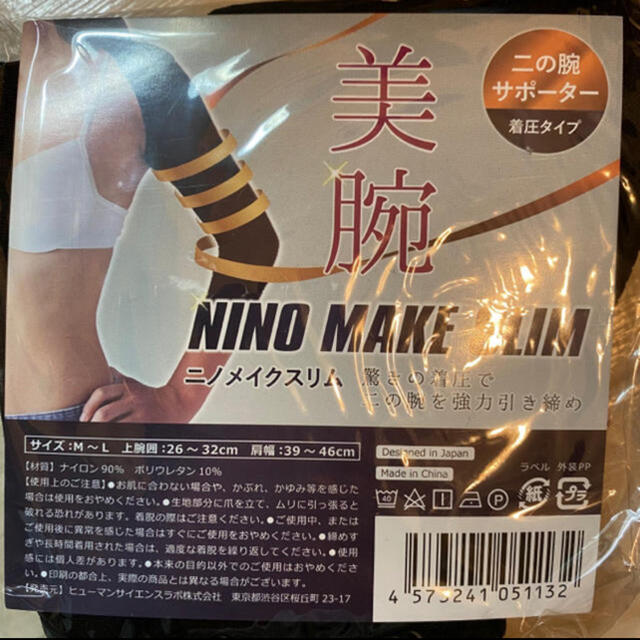 美腕
二の腕
サポーター
着圧タイプ
NINO MAKE SLIM
ニノメイクスリム
驚きの着圧で
二の腕を強力引き締め
サイズ：M～L 上腕囲：26～32cm 肩幅：39～46cm
【材質】ナイロン90% ポリウレタン10%
【使用上のご注意】●お肌に合わない場合や、かぶれ、かゆみ等を感じた
場合は使用をおやめください。●生地部分に爪を立て、ムリに引っ張ると
破れる恐れがあります。着脱の際はご注意ください。●ご使用中、または
ご使用後に異常を感じた場合はすぐにご使用をおやめください。●締めす
ぎや長時間着用された場合は、適度な着脱を繰り返してください。●使用
感には個人差があります。●本来の目的以外でのご使用はおやめくださ
い。●印刷の都合上、実際の商品とは異なる場合がございます。
【発売元】ヒューマンサイエンスラボ株式会社 東京都渋谷区桜丘町23-17
Designed in Japan
Made in China
ラベル 外装PP
紙
プラ
4 573241 051132